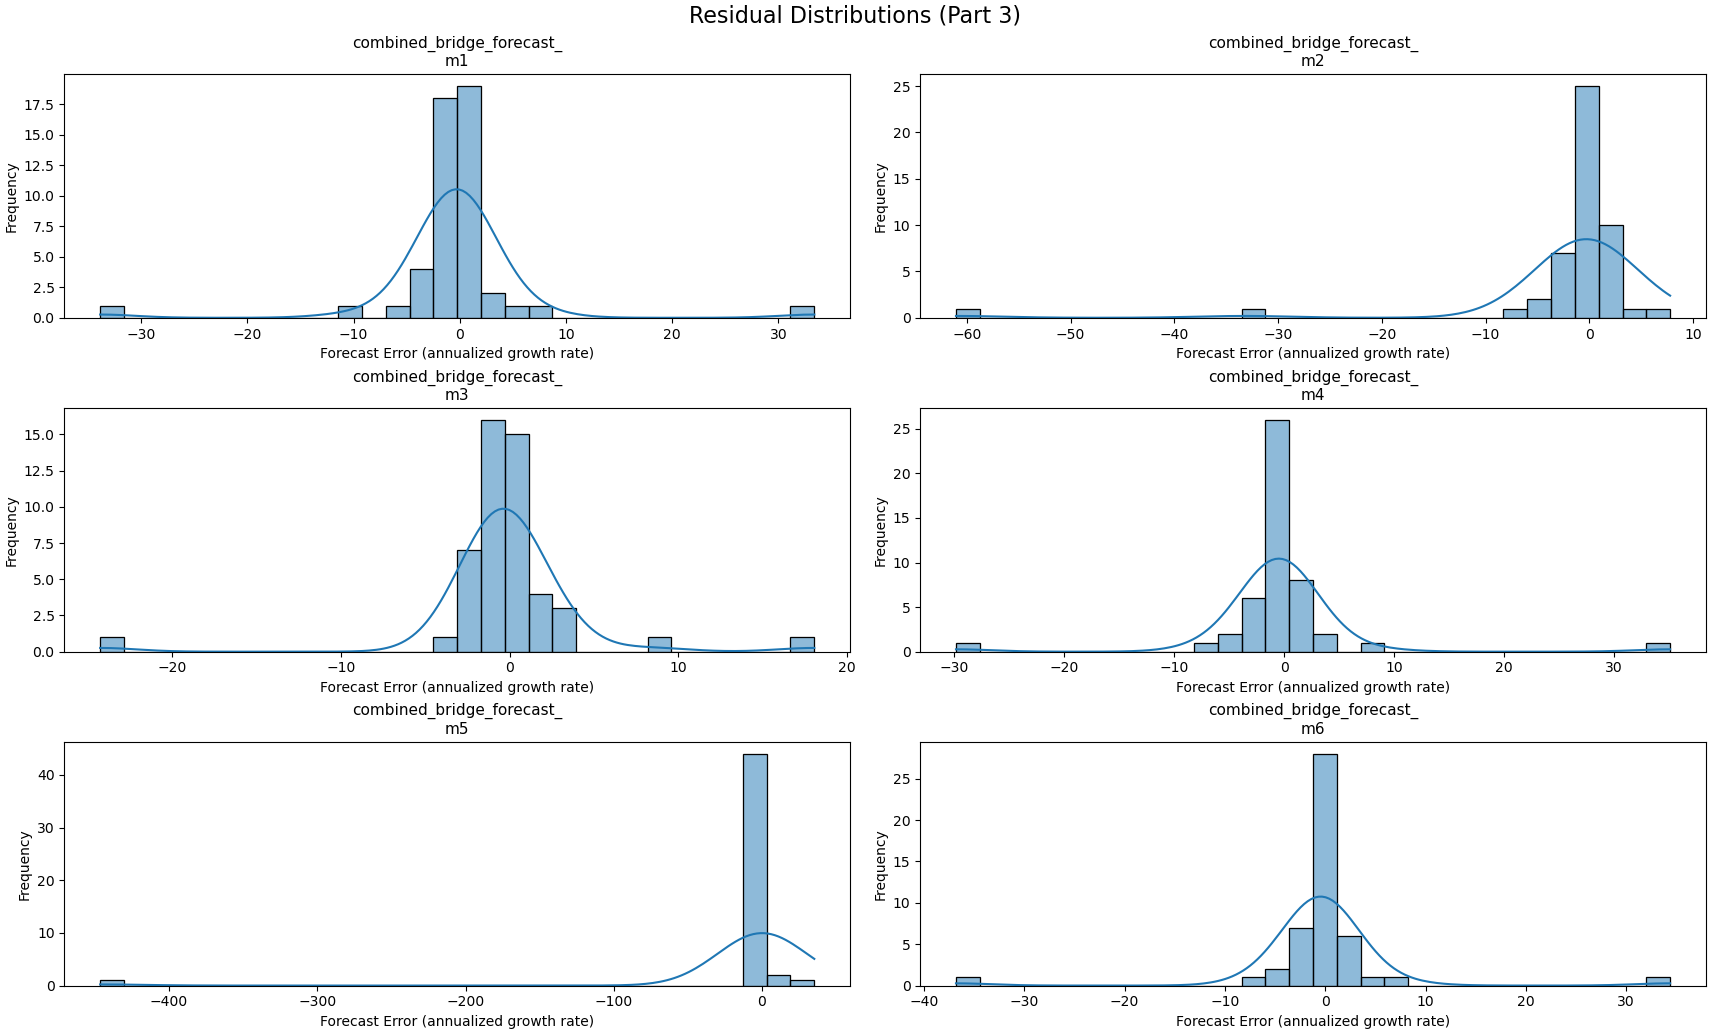 Residual Distributions (Part 3)
combined_bridge_forecast_
m1
17.5
15.0
12.5
10.0
7.5
5.0
2.5
0.0
Frequency
−30 −20 −10 0 10 20 30
Forecast Error (annualized growth rate)
combined_bridge_forecast_
m2
25
20
15
10
5
0
Frequency
−60 −50 −40 −30 −20 −10 0 10
Forecast Error (annualized growth rate)
combined_bridge_forecast_
m3
15.0
12.5
10.0
7.5
5.0
2.5
0.0
Frequency
−20 −10 0 10 20
Forecast Error (annualized growth rate)
combined_bridge_forecast_
m4
25
20
15
10
5
0
Frequency
−30 −20 −10 0 10 20 30
Forecast Error (annualized growth rate)
combined_bridge_forecast_
m5
40
30
20
10
0
Frequency
−400 −300 −200 −100 0
Forecast Error (annualized growth rate)
combined_bridge_forecast_
m6
25
20
15
10
5
0
Frequency
−40 −30 −20 −10 0 10 20 30
Forecast Error (annualized growth rate)